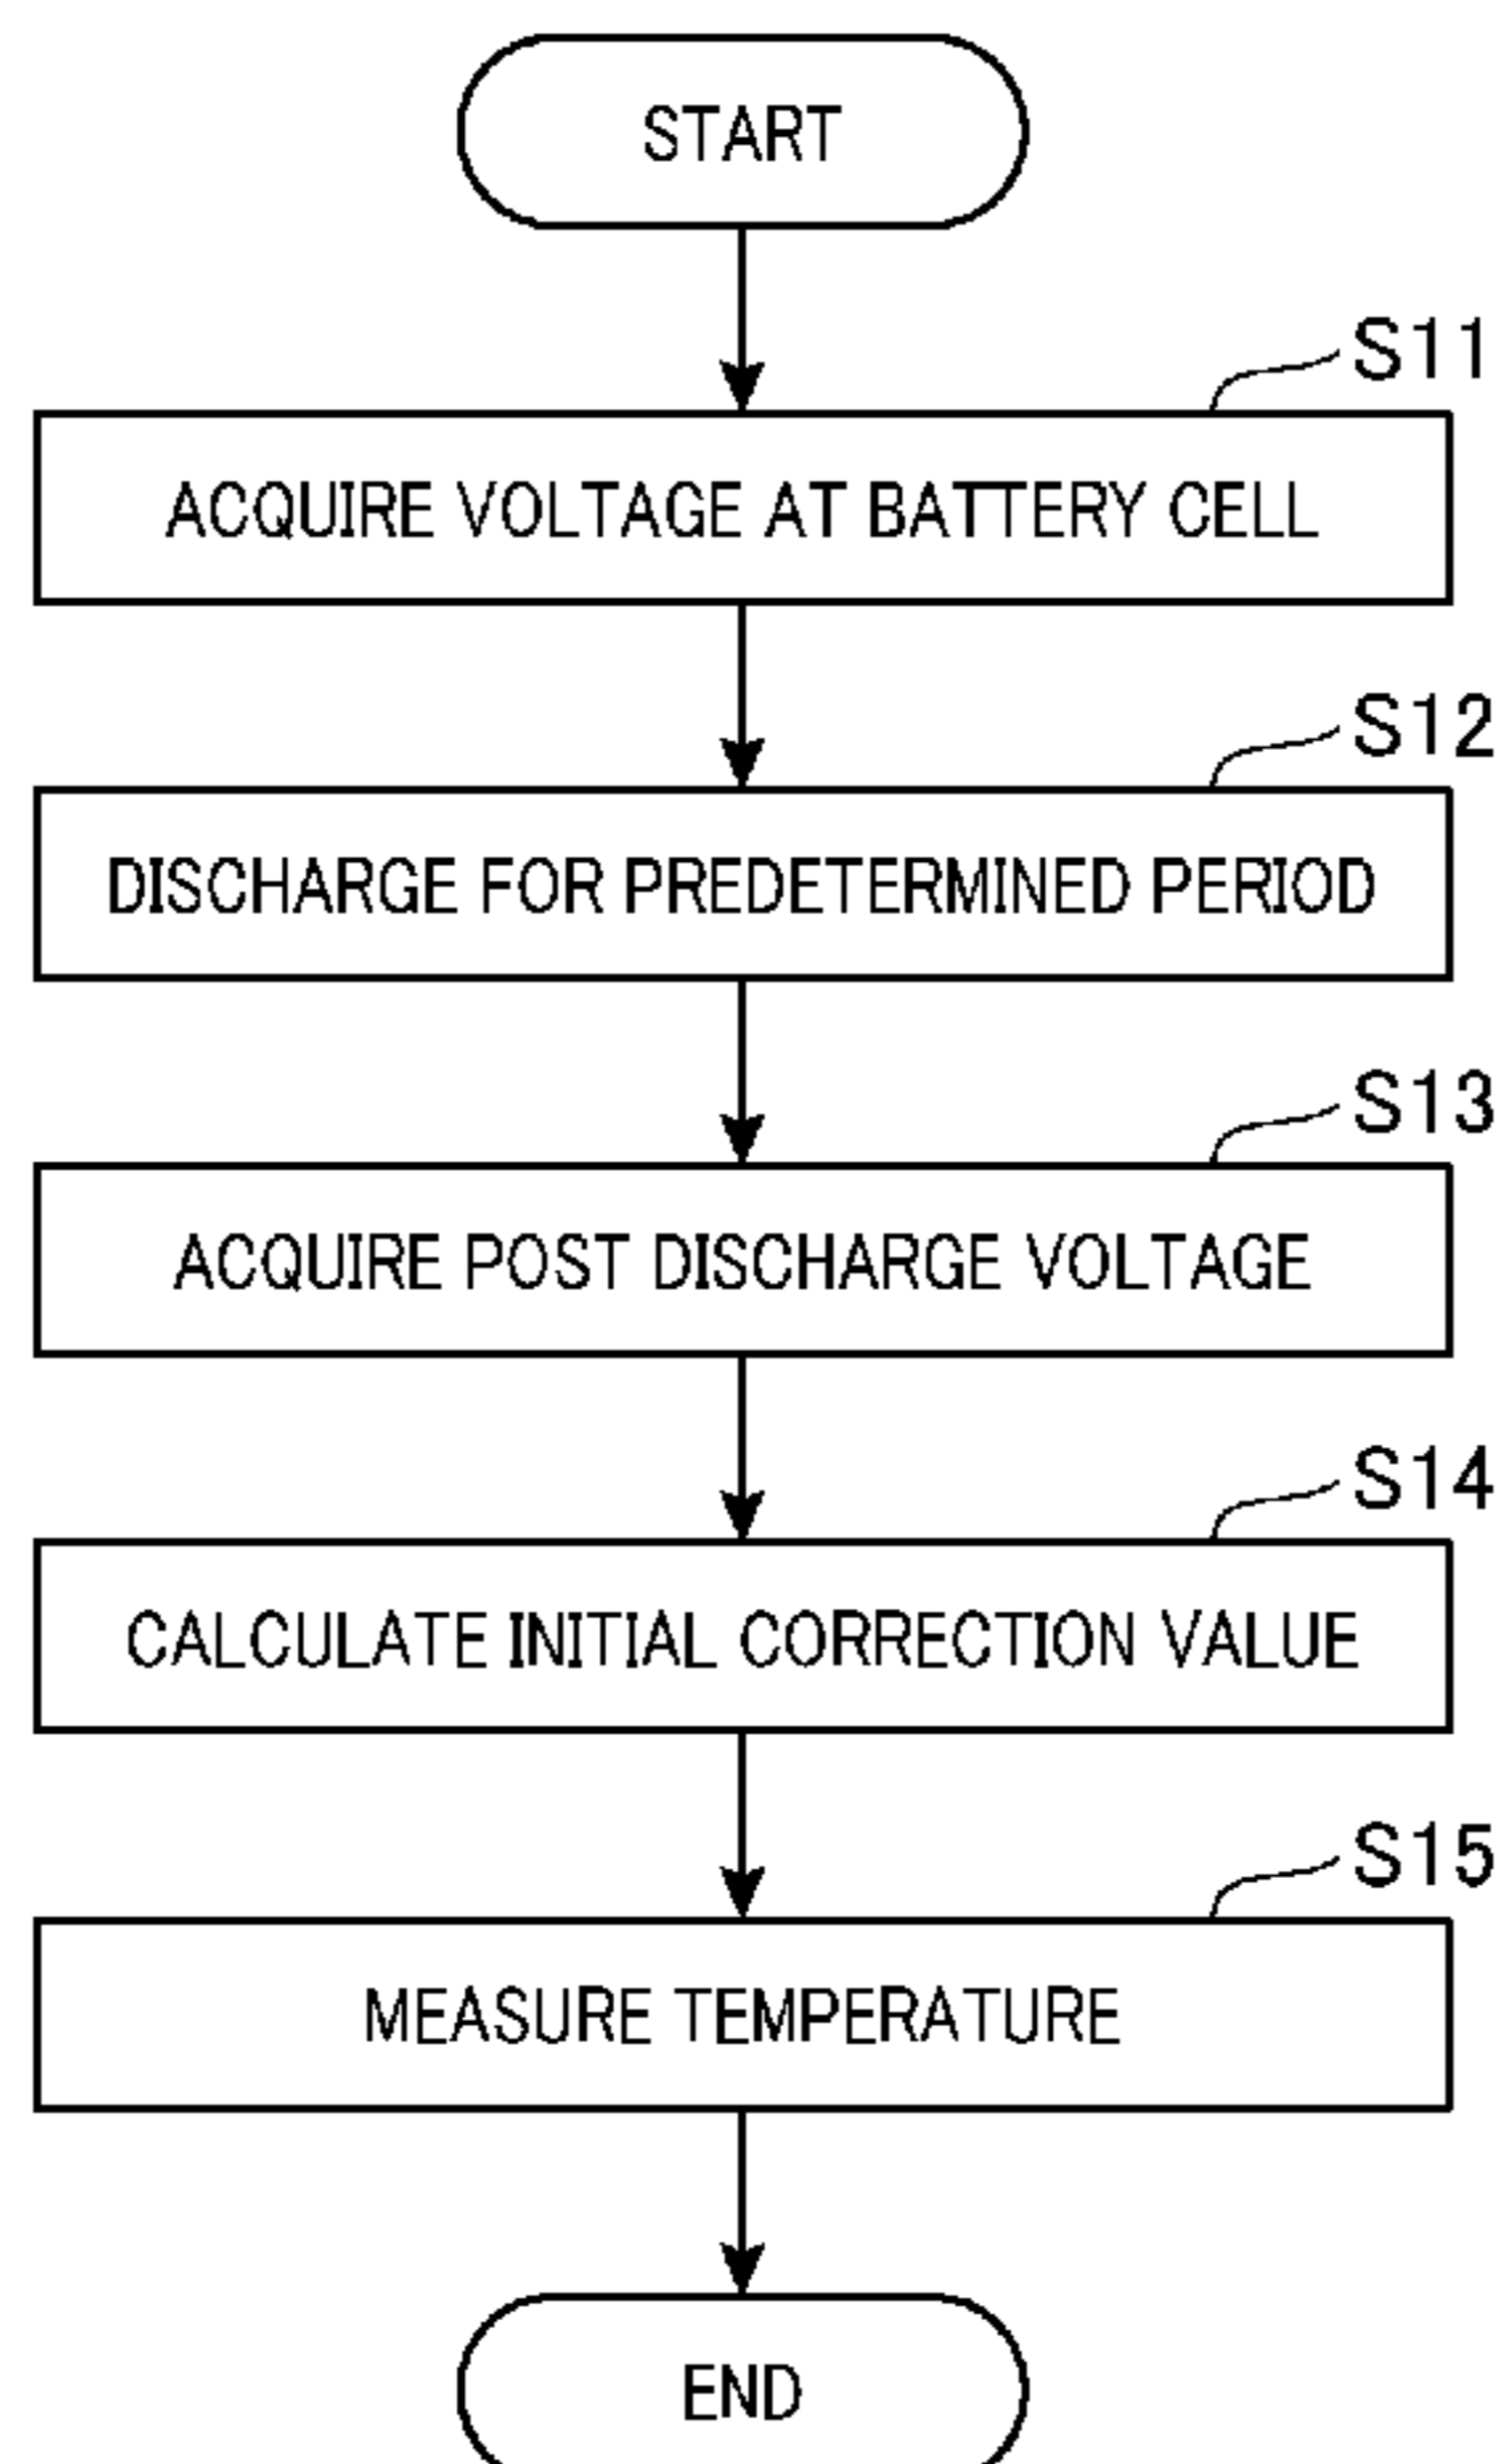 START
S11
ACQUIRE VOLTAGE AT BATTERY CELL
S12
DISCHARGE FOR PREDETERMINED PERIOD
S13
ACQUIRE POST DISCHARGE VOLTAGE
S14
CALCULATE INITIAL CORRECTION VALUE
S15
MEASURE TEMPERATURE
END